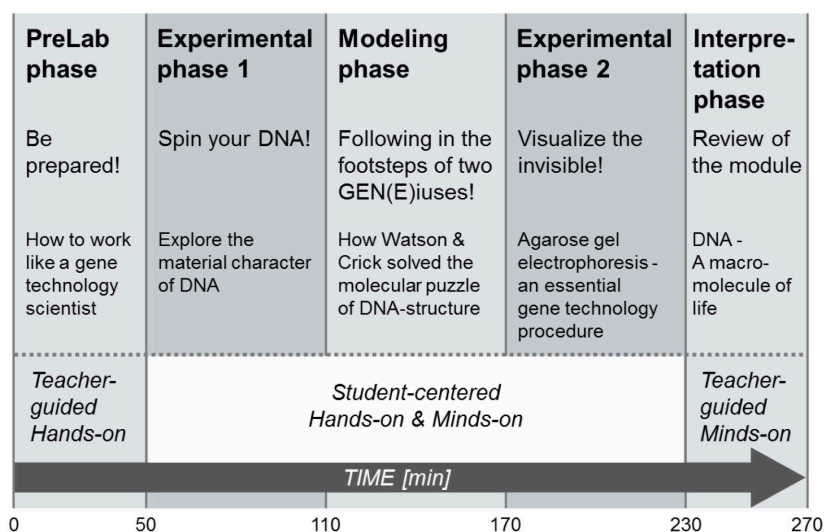 PreLab
phase
Be
prepared!
How to work
like a gene
technology
scientist
Experimental
phase 1
Spin your DNA!
Explore the
material character
of DNA
Modeling
phase
Following in the
footsteps of two
GEN(E)iuses!
How Watson &
Crick solved the
molecular puzzle
of DNA-structure
Experimental
phase 2
Visualize the
invisible!
Agarose gel
electrophoresis -
an essential
gene technology
procedure
Interpre-
tation
phase
Review of
the module
DNA -
A macro-
molecule of
life
Teacher-
guided
Hands-on
Student-centered
Hands-on & Minds-on
Teacher-
guided
Minds-on
TIME [min]
0 50 110 170 230 270